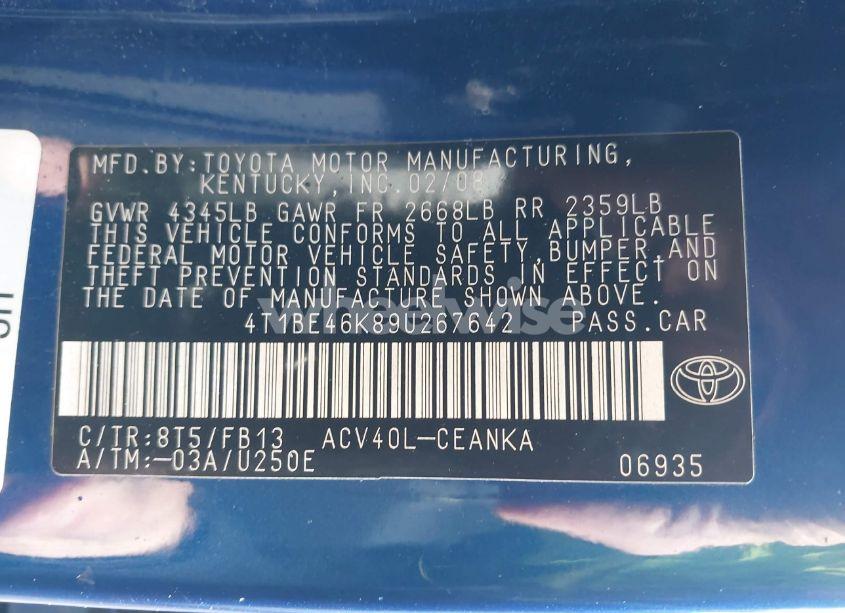 MFD.BY:TOYOTA MOTOR MANUFACTURING,
KENTUCKY,INC.02/08
GVWR 4345LB GAWR FR 2668LB RR 2359LB
THIS VEHICLE CONFORMS TO ALL APPLICABLE
FEDERAL MOTOR VEHICLE SAFETY,BUMPER,AND
THEFT PREVENTION STANDARDS IN EFFECT ON
THE DATE OF MANUFACTURE SHOWN ABOVE.
wheelwise
4T1BE46K89U267642 PASS.CAR
C/TR:8T5/FB13 ACV40L-CEANKA
A/TM:-03A/U250E 06935